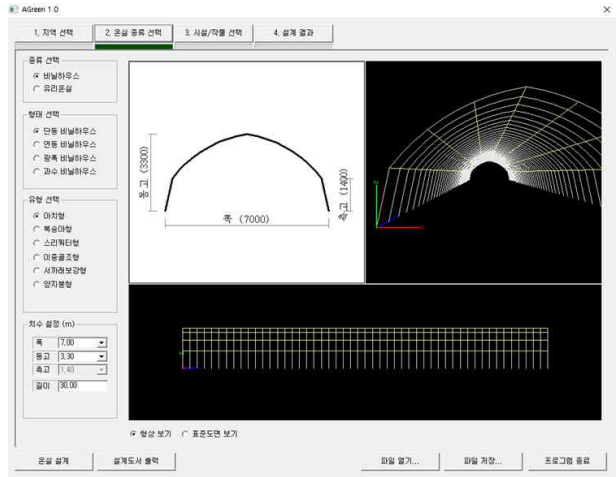 AGreen 1.0
1. 지역 선택
2. 온실 종류 선택
3. 시설/작물 선택
4. 설계 결과
종류 선택
비닐하우스
유리온실
형태 선택
단동 비닐하우스
연동 비닐하우스
광폭 비닐하우스
과수 비닐하우스
유형 선택
아치형
복숭아형
스리쿼터형
이중골조형
서까래보강형
양지붕형
치수 설정 (m)
폭 7,00
동고 3,30
측고 1,40
길이 30,00
동고 (3300)
폭 (7000)
측고 (1400)
형상 보기
표준도면 보기
온실 설계
설계도서 출력
파일 열기...
파일 저장...
프로그램 종료